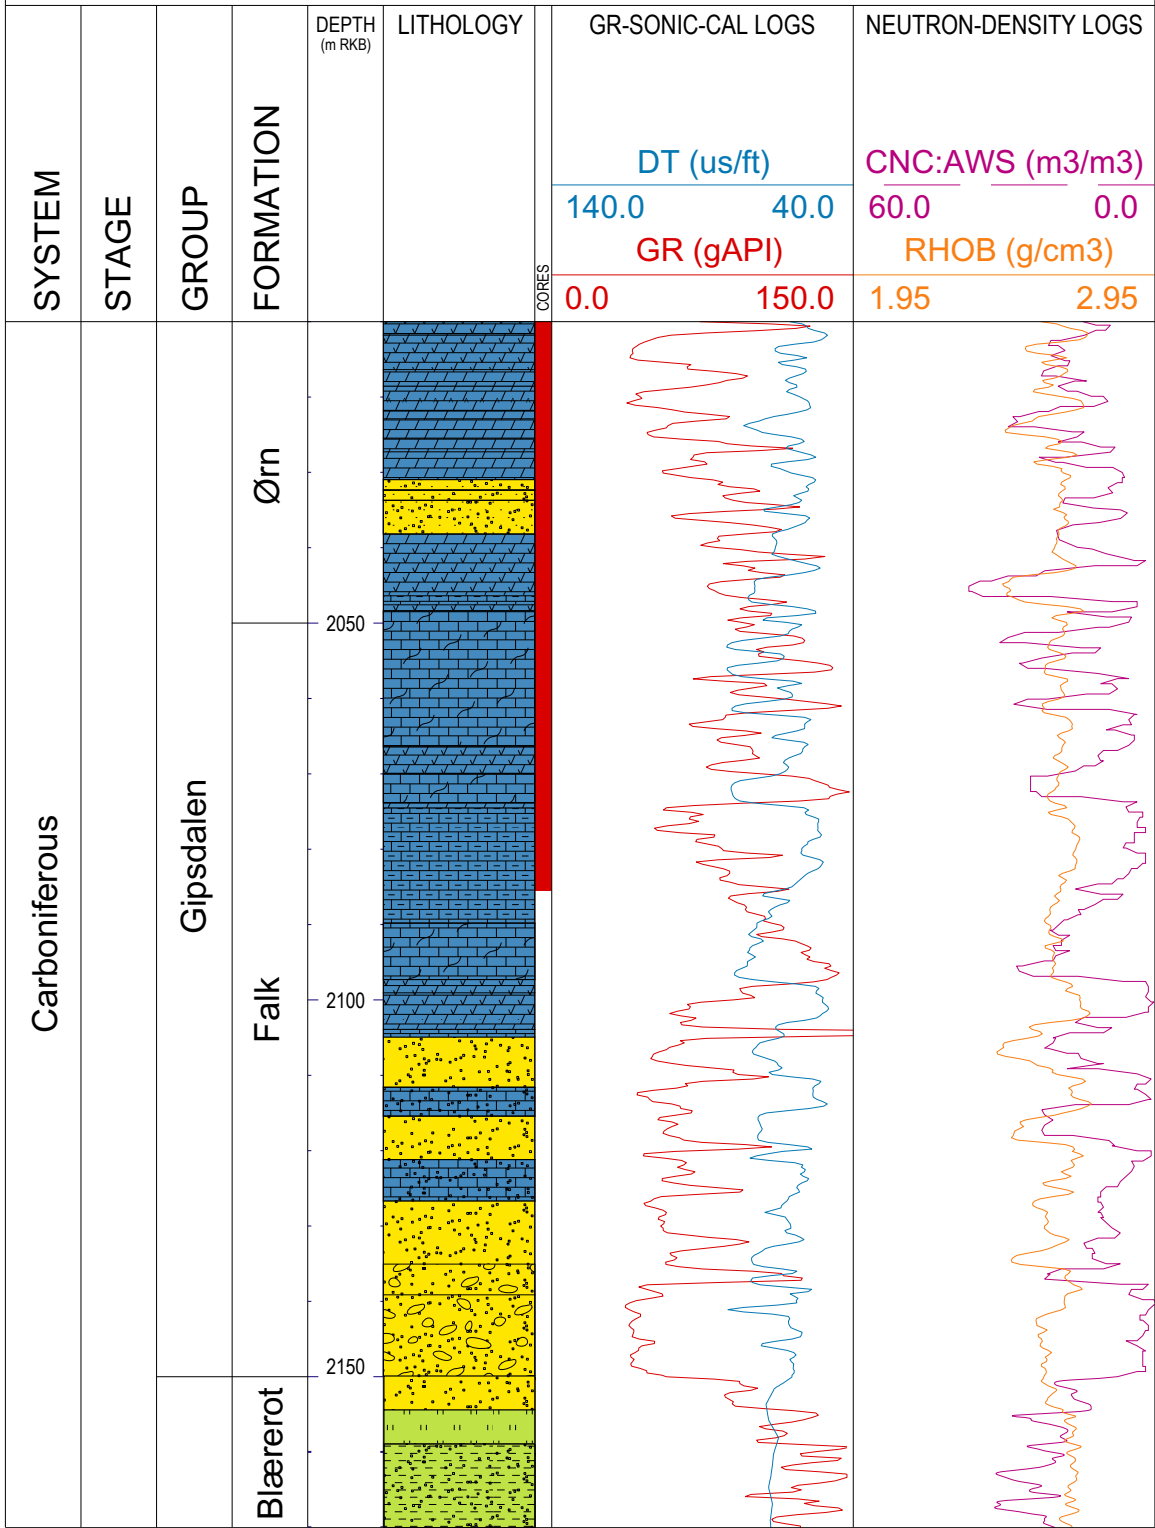 SYSTEM
STAGE
GROUP
FORMATION
DEPTH
(m RKB)
LITHOLOGY
CORES
GR-SONIC-CAL LOGS
DT (us/ft)
140.0 40.0
GR (gAPI)
0.0 150.0
NEUTRON-DENSITY LOGS
CNC:AWS (m3/m3)
60.0 0.0
RHOB (g/cm3)
1.95 2.95
Carboniferous
Gipsdalen
Ørn
Falk
Blærerot
2050
2100
2150